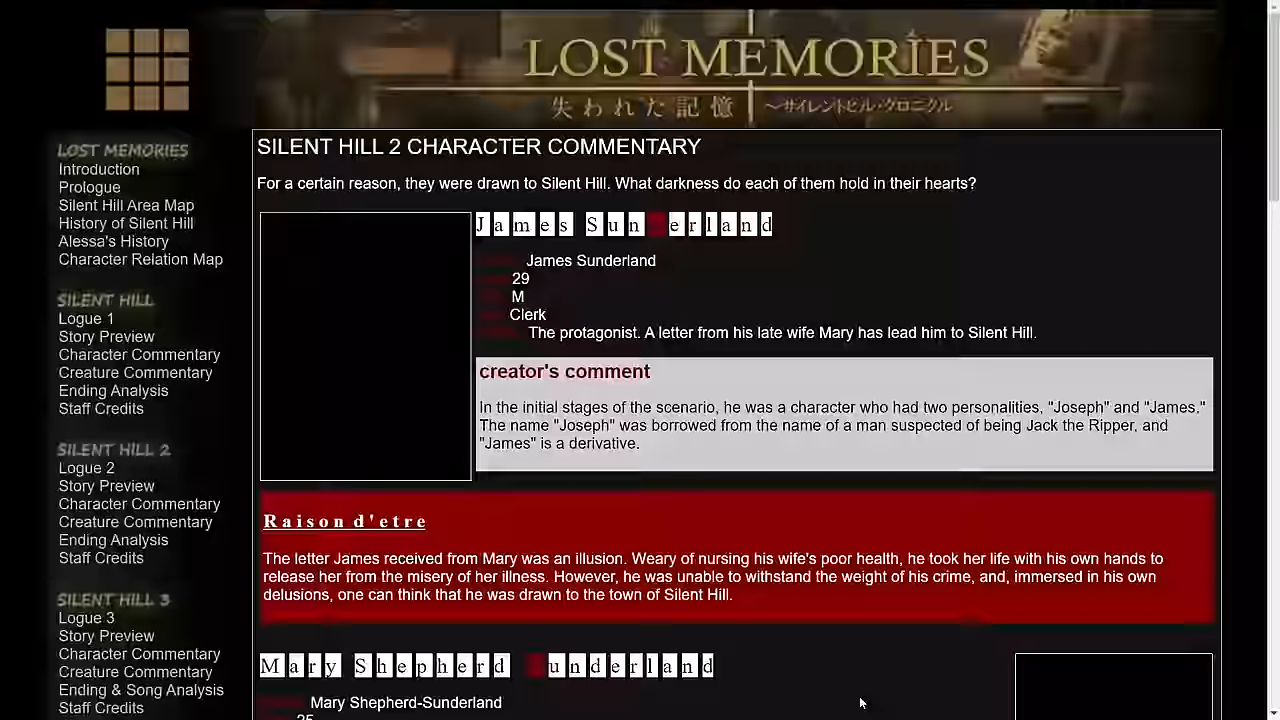 LOST MEMORIES
失われた記憶 ～サイレントヒル・クロニクル
LOST MEMORIES
Introduction
Prologue
Silent Hill Area Map
History of Silent Hill
Alessa's History
Character Relation Map
SILENT HILL
Logue 1
Story Preview
Character Commentary
Creature Commentary
Ending Analysis
Staff Credits
SILENT HILL 2
Logue 2
Story Preview
Character Commentary
Creature Commentary
Ending Analysis
Staff Credits
SILENT HILL 3
Logue 3
Story Preview
Character Commentary
Creature Commentary
Ending & Song Analysis
Staff Credits
SILENT HILL 2 CHARACTER COMMENTARY
For a certain reason, they were drawn to Silent Hill. What darkness do each of them hold in their hearts?
James Sun erland
James Sunderland
29
M
Clerk
The protagonist. A letter from his late wife Mary has lead him to Silent Hill.
creator's comment
In the initial stages of the scenario, he was a character who had two personalities, "Joseph" and "James."
The name "Joseph" was borrowed from the name of a man suspected of being Jack the Ripper, and
"James" is a derivative.
Raison d'etre
The letter James received from Mary was an illusion. Weary of nursing his wife's poor health, he took her life with his own hands to
release her from the misery of her illness. However, he was unable to withstand the weight of his crime, and, immersed in his own
delusions, one can think that he was drawn to the town of Silent Hill.
Mary Shepherd underland
Mary Shepherd-Sunderland
25